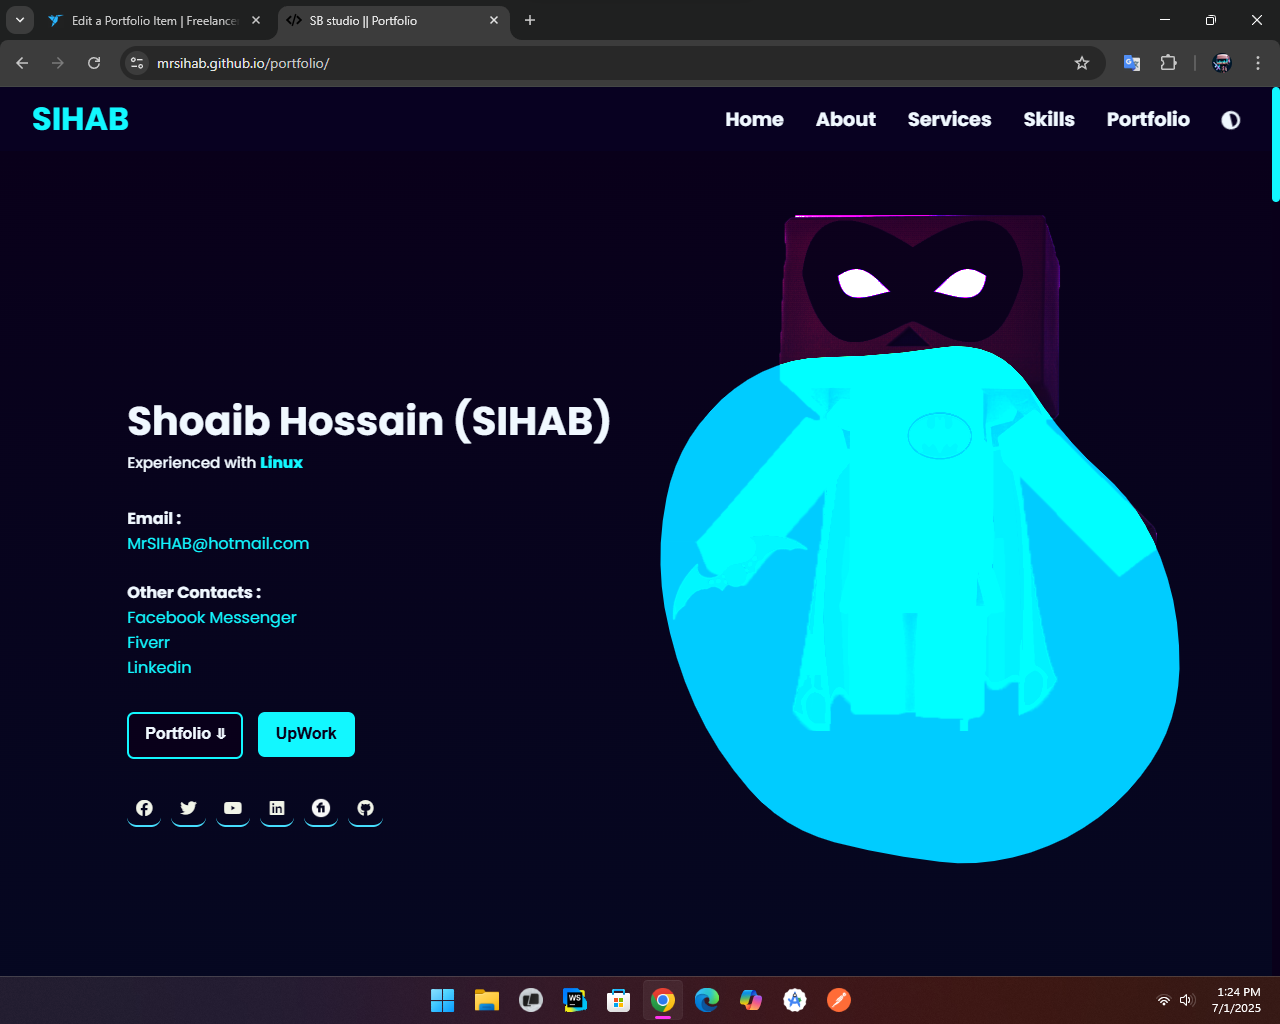 Edit a Portfolio Item | Freelance
SB studio || Portfolio
mrsihab.github.io/portfolio/
SIHAB
Home
About
Services
Skills
Portfolio
Shoaib Hossain (SIHAB)
Experienced with Linux
Email :
MrSIHAB@hotmail.com
Other Contacts :
Facebook Messenger
Fiverr
Linkedin
Portfolio ⇓
UpWork
WS
1:24 PM
7/1/2025